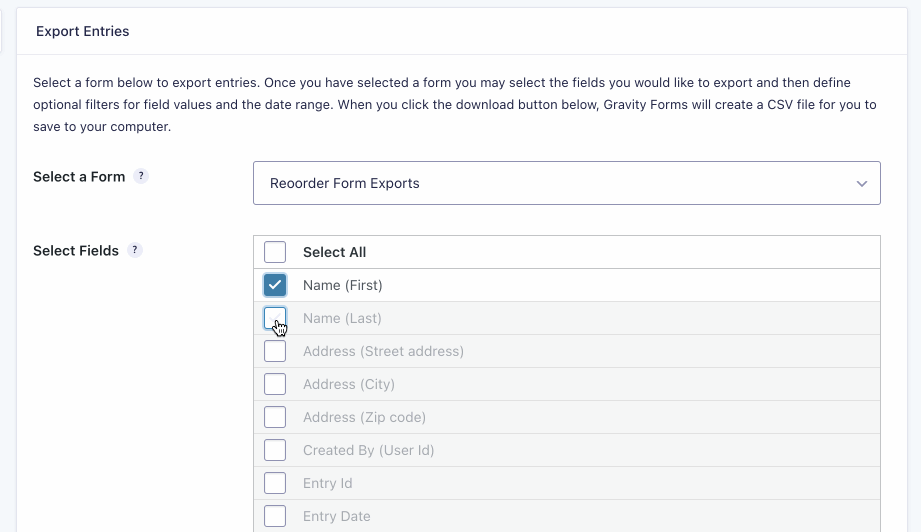 Export Entries
Select a form below to export entries. Once you have selected a form you may select the fields you would like to export and then define
optional filters for field values and the date range. When you click the download button below, Gravity Forms will create a CSV file for you to
save to your computer.
Select a Form ?
Reoorder Form Exports
Select Fields ?
Select All
Name (First)
Name (Last)
Address (Street address)
Address (City)
Address (Zip code)
Created By (User Id)
Entry Id
Entry Date